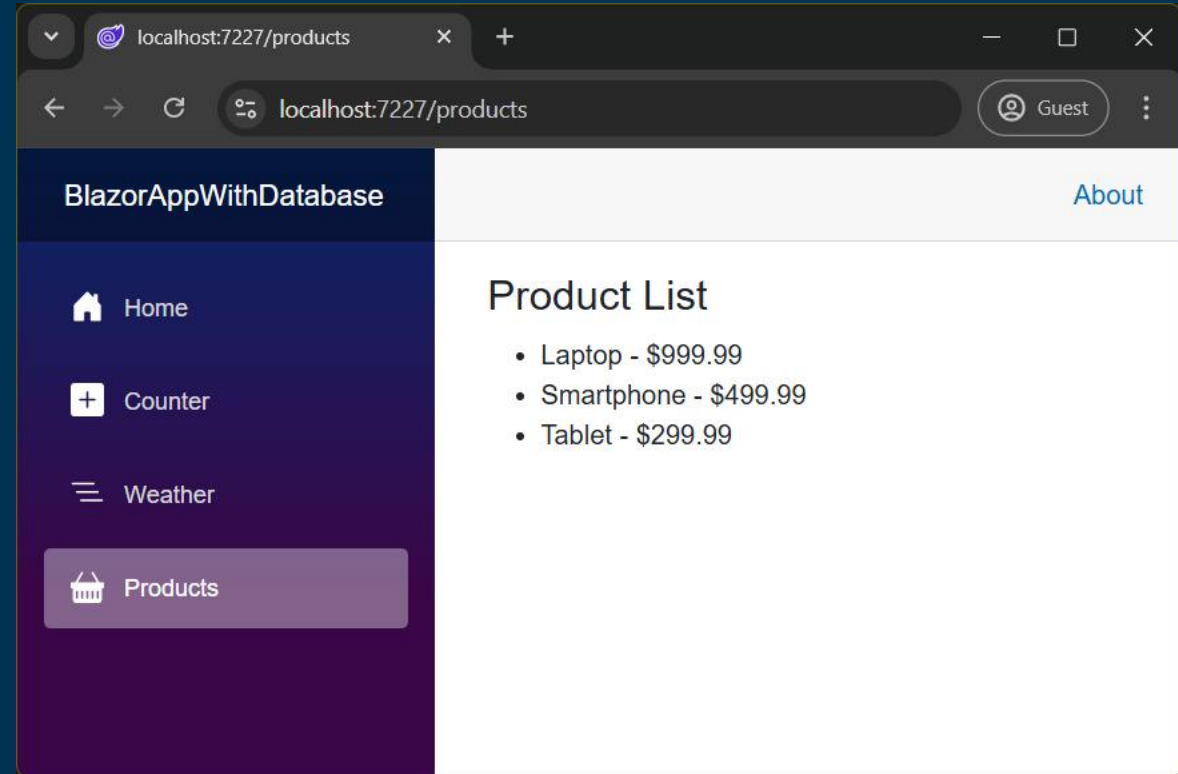 localhost:7227/products
localhost:7227/products
Guest
BlazorAppWithDatabase
About
Home
Counter
Weather
Products
Product List
• Laptop - $999.99
• Smartphone - $499.99
• Tablet - $299.99